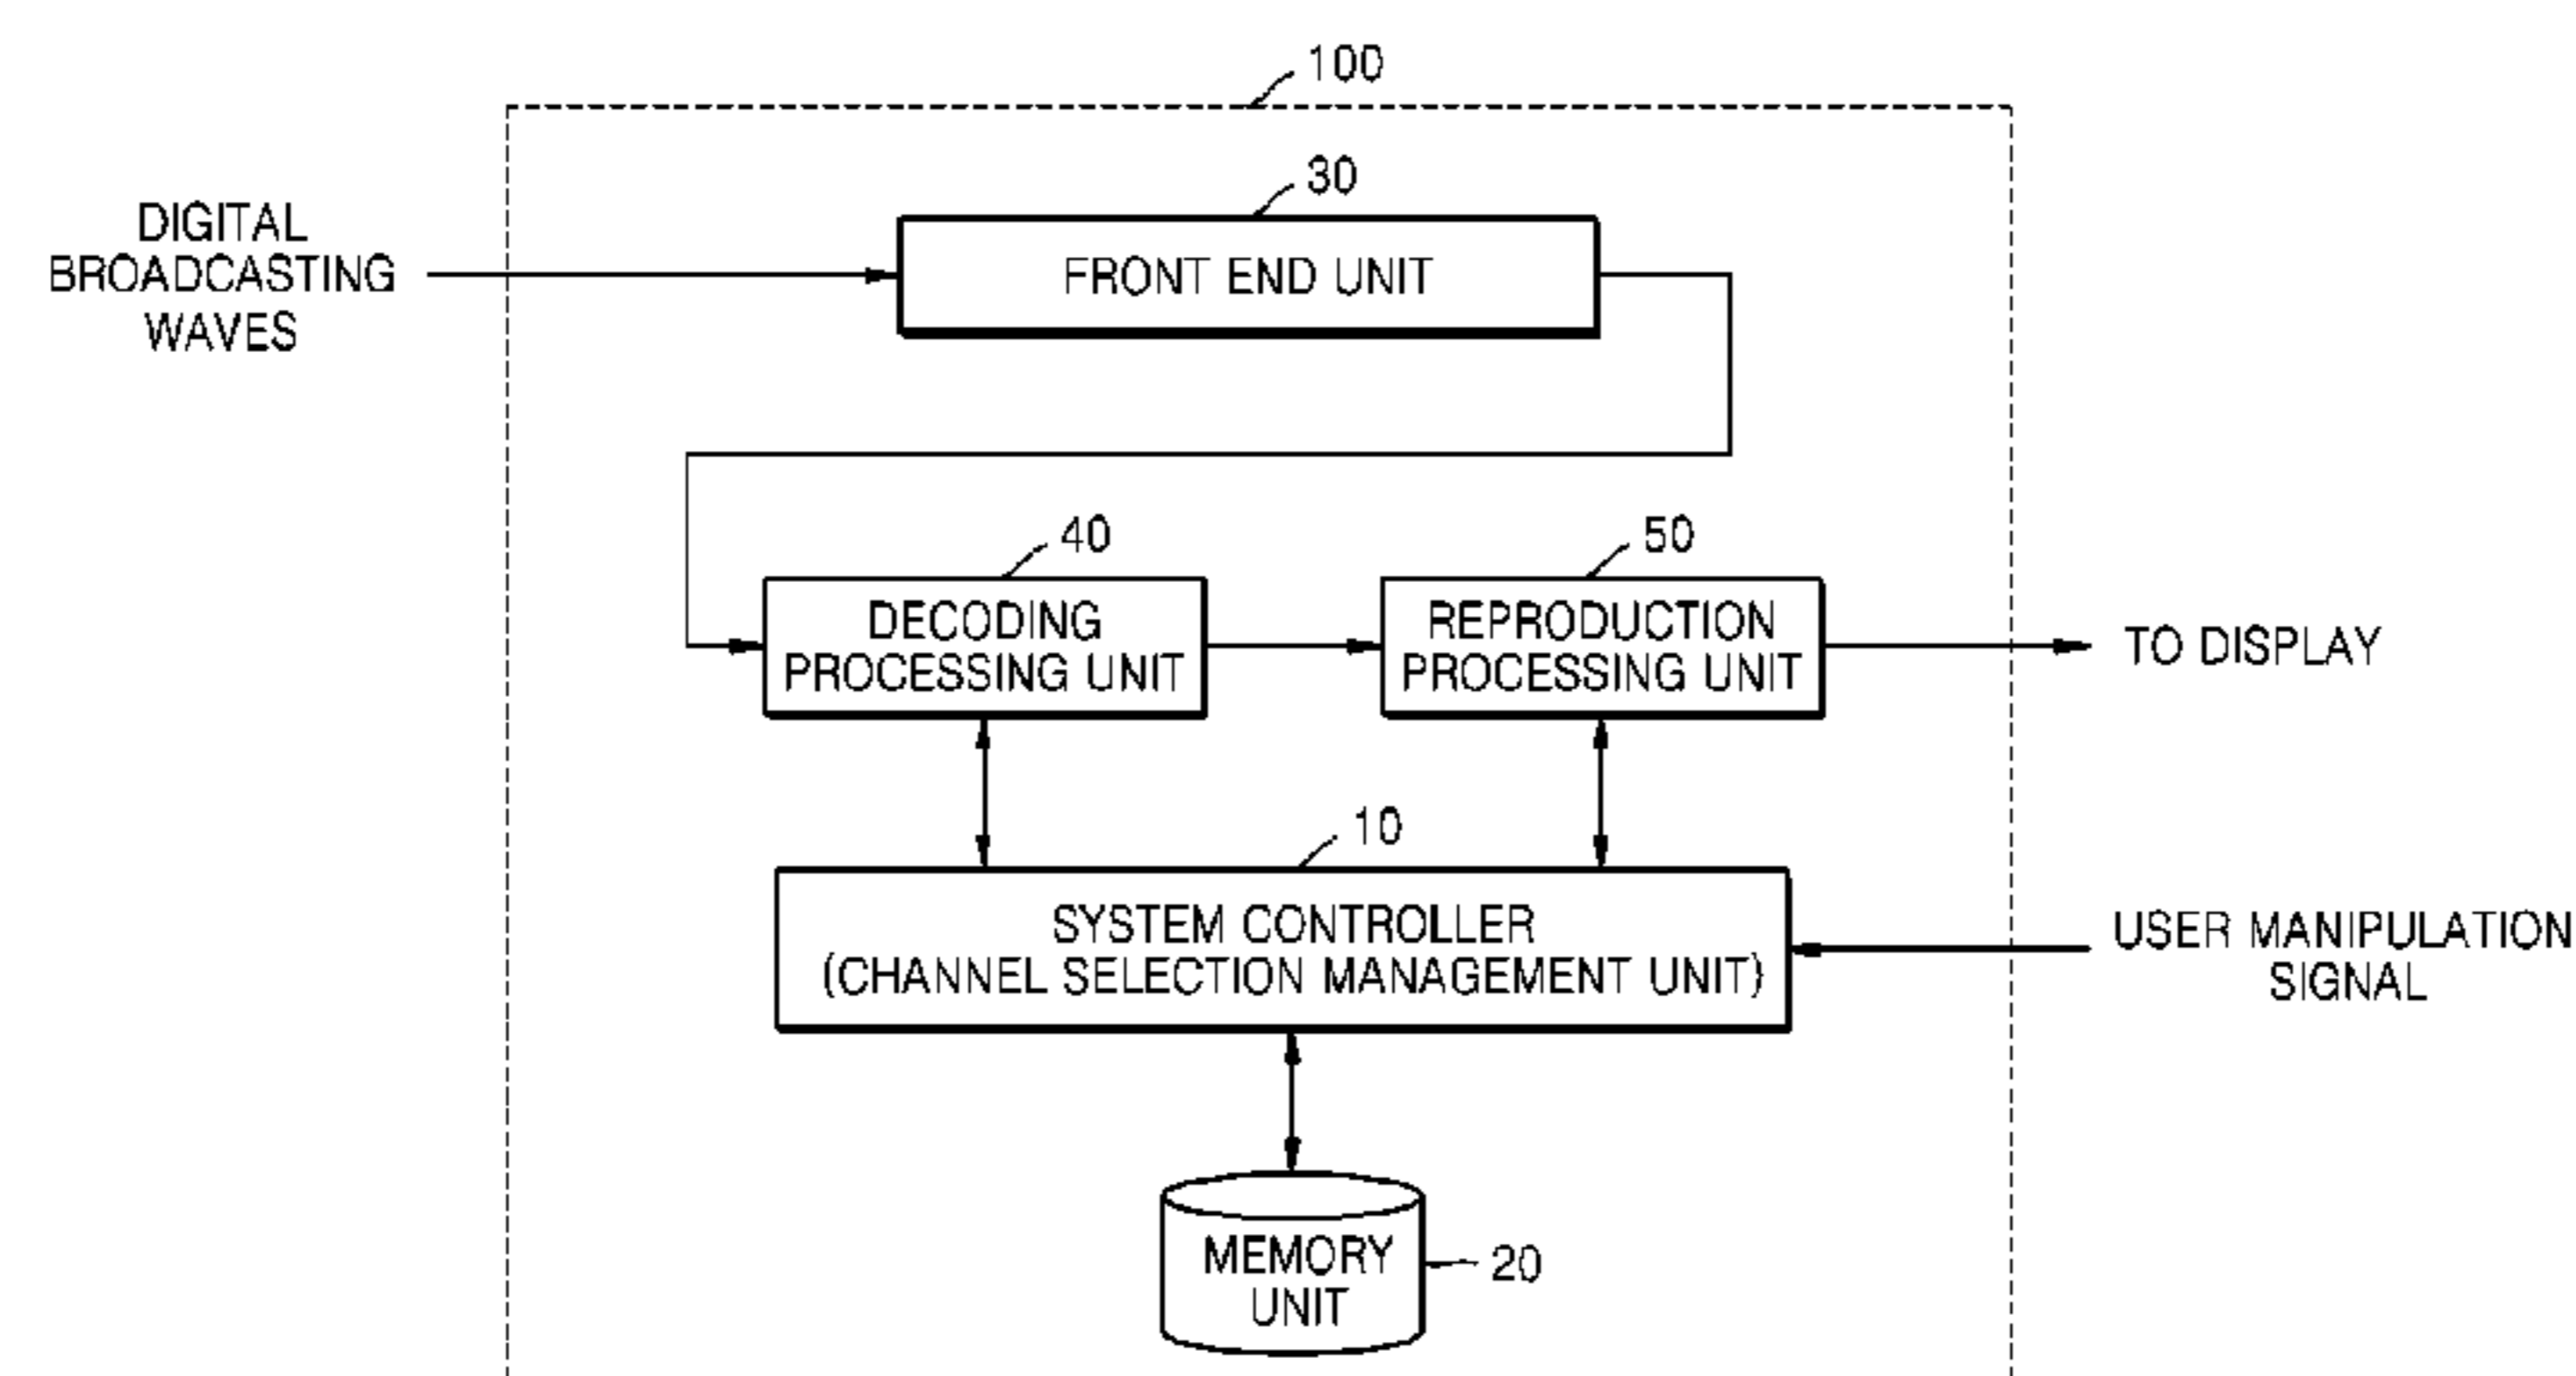 100
30
DIGITAL
BROADCASTING
WAVES
FRONT END UNIT
40
50
DECODING
PROCESSING UNIT
REPRODUCTION
PROCESSING UNIT
TO DISPLAY
10
SYSTEM CONTROLLER
(CHANNEL SELECTION MANAGEMENT UNIT)
USER MANIPULATION
SIGNAL
MEMORY
UNIT
20